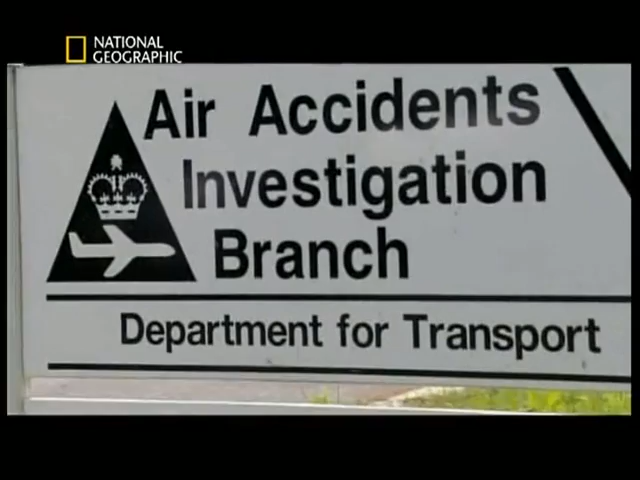 NATIONAL
GEOGRAPHIC
Air Accidents
Investigation
Branch
Department for Transport